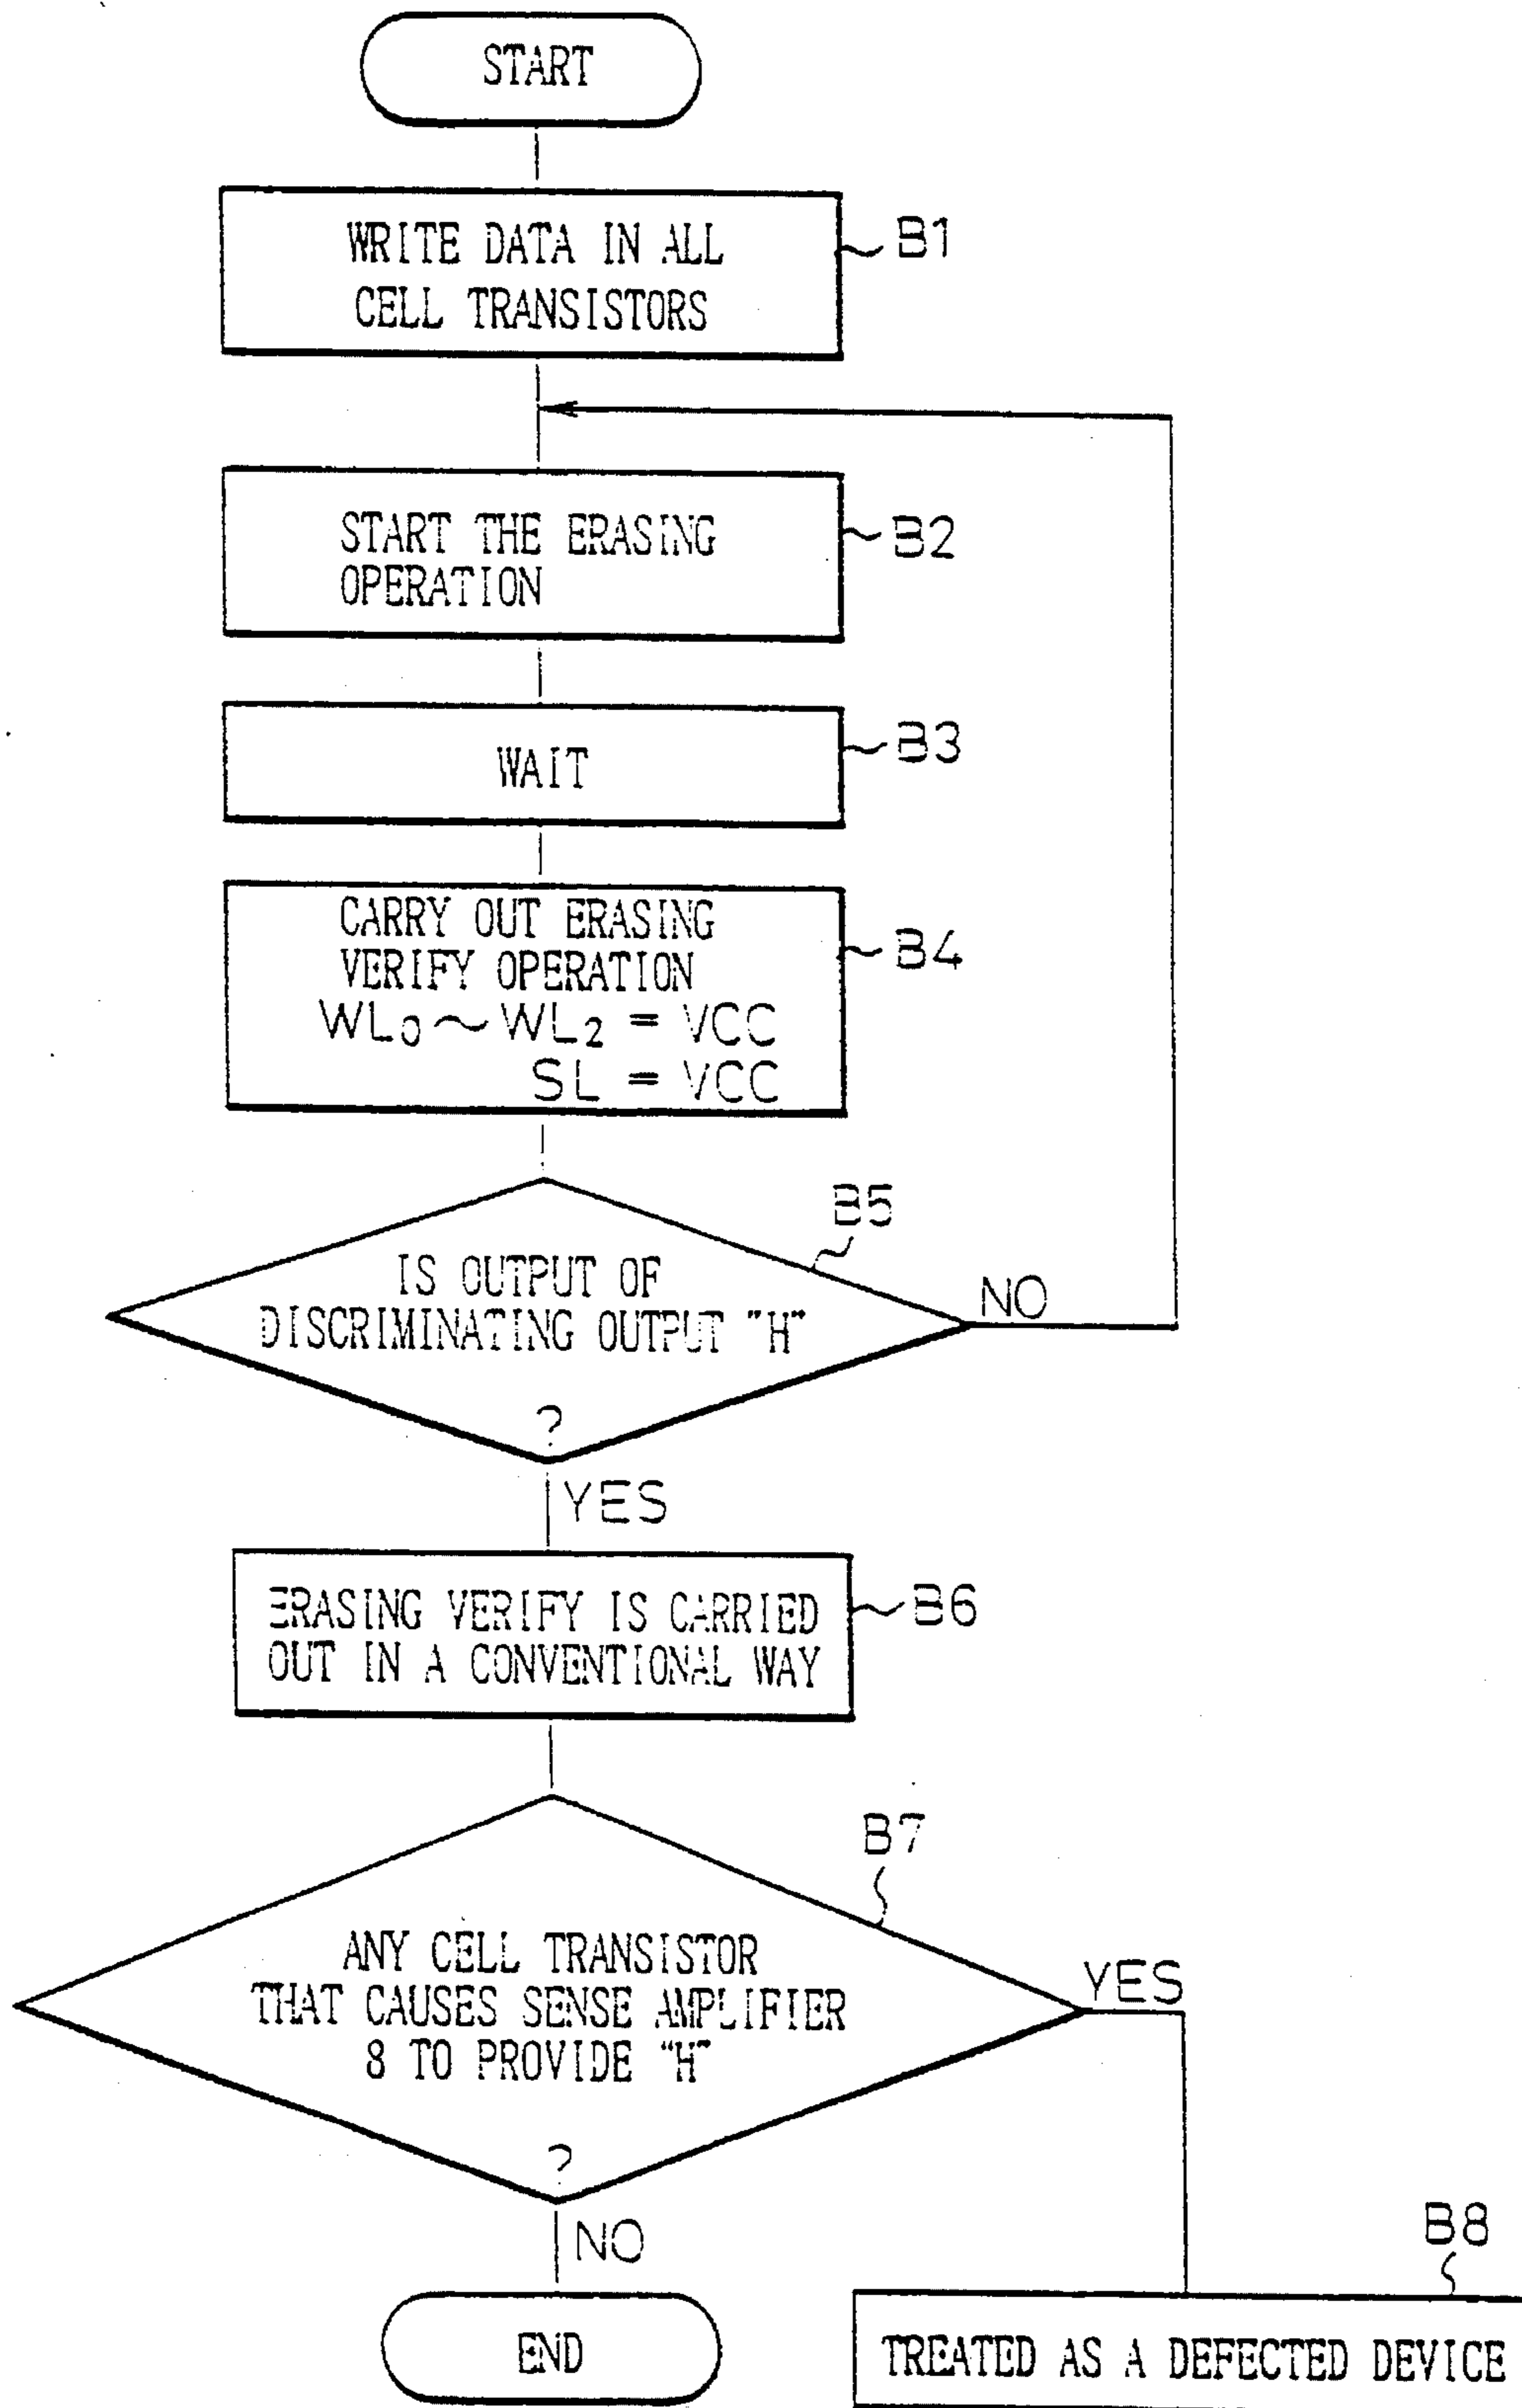 START
WRITE DATA IN ALL
CELL TRANSISTORS
B1
START THE ERASING
OPERATION
B2
WAIT
B3
CARRY OUT ERASING
VERIFY OPERATION
WL0~WL2 = VCC
SL = VCC
B4
B5
IS OUTPUT OF
DISCRIMINATING OUTPUT "H"
?
NO
YES
ERASING VERIFY IS CARRIED
OUT IN A CONVENTIONAL WAY
B6
B7
ANY CELL TRANSISTOR
THAT CAUSES SENSE AMPLIFIER
8 TO PROVIDE "H"
?
YES
NO
B8
END
TREATED AS A DEFECTED DEVICE